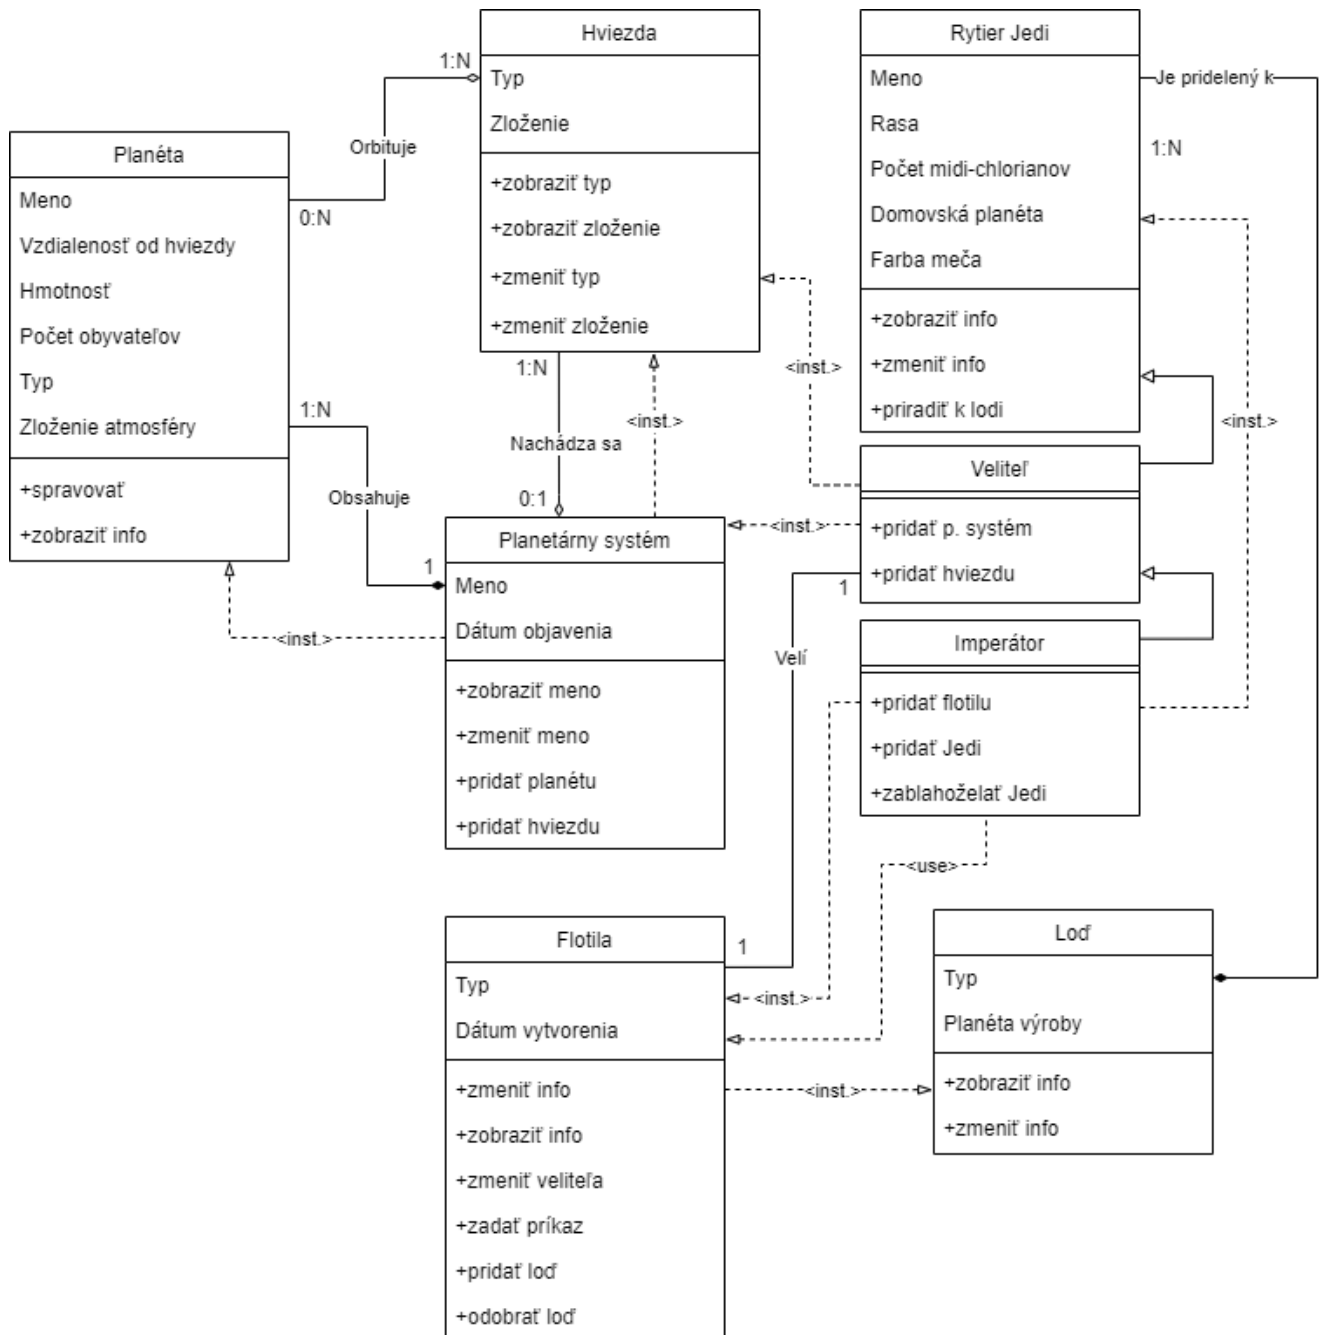 Hviezda
Typ
Zloženie
+zobraziť typ
+zobraziť zloženie
+zmeniť typ
+zmeniť zloženie
Rytier Jedi
Meno
Rasa
Počet midi-chlorianov
Domovská planéta
Farba meča
+zobraziť info
+zmeniť info
+priradiť k lodi
Je pridelený k
1:N
1:N
Orbituje
0:N
Planéta
Meno
Vzdialenosť od hviezdy
Hmotnosť
Počet obyvateľov
Typ
Zloženie atmosféry
+spravovať
+zobraziť info
1:N
Obsahuje
1
<inst.>
1:N
Nachádza sa
0:1
<inst.>
<inst.>
<inst.>
<inst.>
Planetárny systém
Meno
Dátum objavenia
+zobraziť meno
+zmeniť meno
+pridať planétu
+pridať hviezdu
Veliteľ
+pridať p. systém
+pridať hviezdu
1
Velí
1
Imperátor
+pridať flotilu
+pridať Jedi
+zablahoželať Jedi
<use>
<inst.>
Flotila
Typ
Dátum vytvorenia
+zmeniť info
+zobraziť info
+zmeniť veliteľa
+zadať príkaz
+pridať loď
+odobrať loď
<inst.>
Loď
Typ
Planéta výroby
+zobraziť info
+zmeniť info